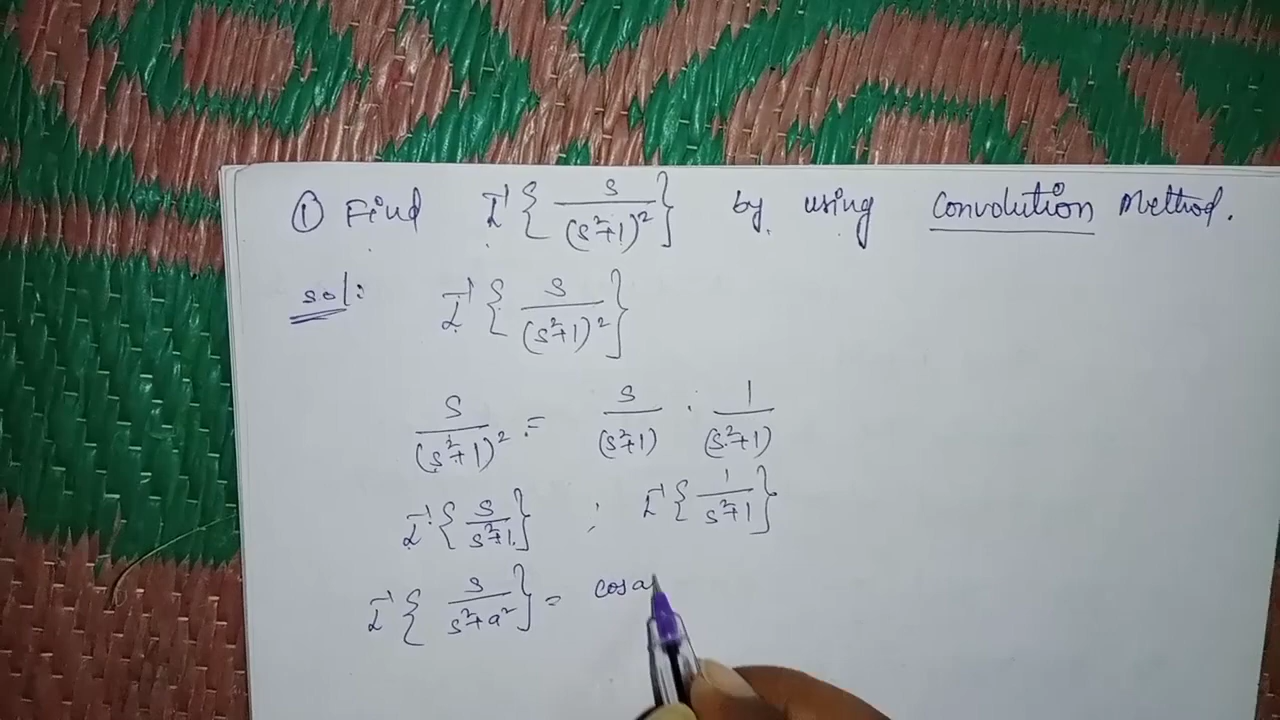 ① Find L⁻¹{ s/(s²+1)² } by using Convolution Method.
Sol: L⁻¹{ s/(s²+1)² }
s/(s²+1)² = s/(s²+1) · 1/(s²+1)
L⁻¹{ s/s²+1 } ; L⁻¹{ 1/s²+1 }
L⁻¹{ s/s²+a² } = cosa